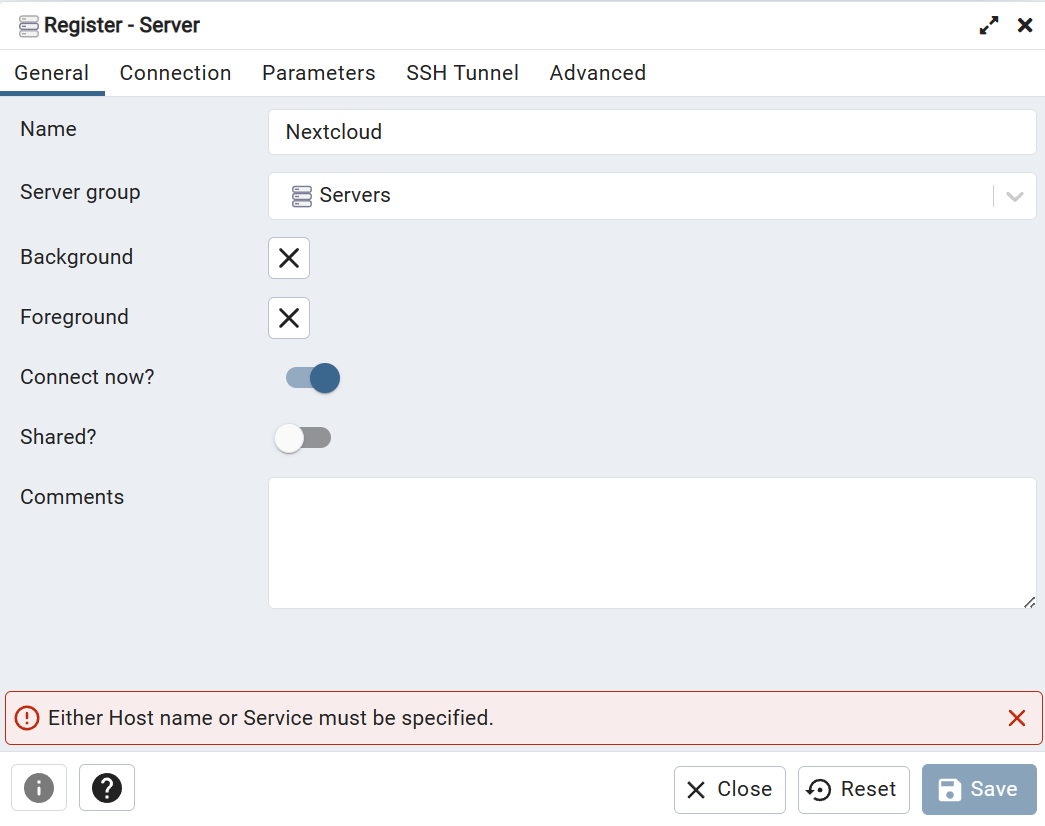 Register - Server
General Connection Parameters SSH Tunnel Advanced
Name Nextcloud
Server group Servers
Background
Foreground
Connect now?
Shared?
Comments
Either Host name or Service must be specified.
Close Reset Save